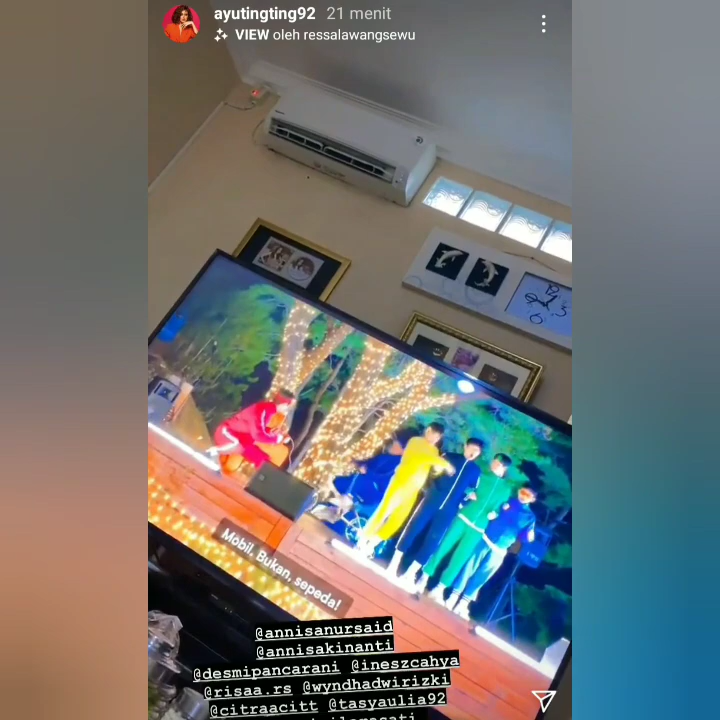 ayutingting92 21 menit
VIEW oleh ressalawangsewu
Mobil. Bukan, sepeda!
@annisanursaid
@annisakinanti
@desmipancarani @ineszcahya
@risaa.rs @wyndhadwirizki
@citraacitt @tasyaulia92